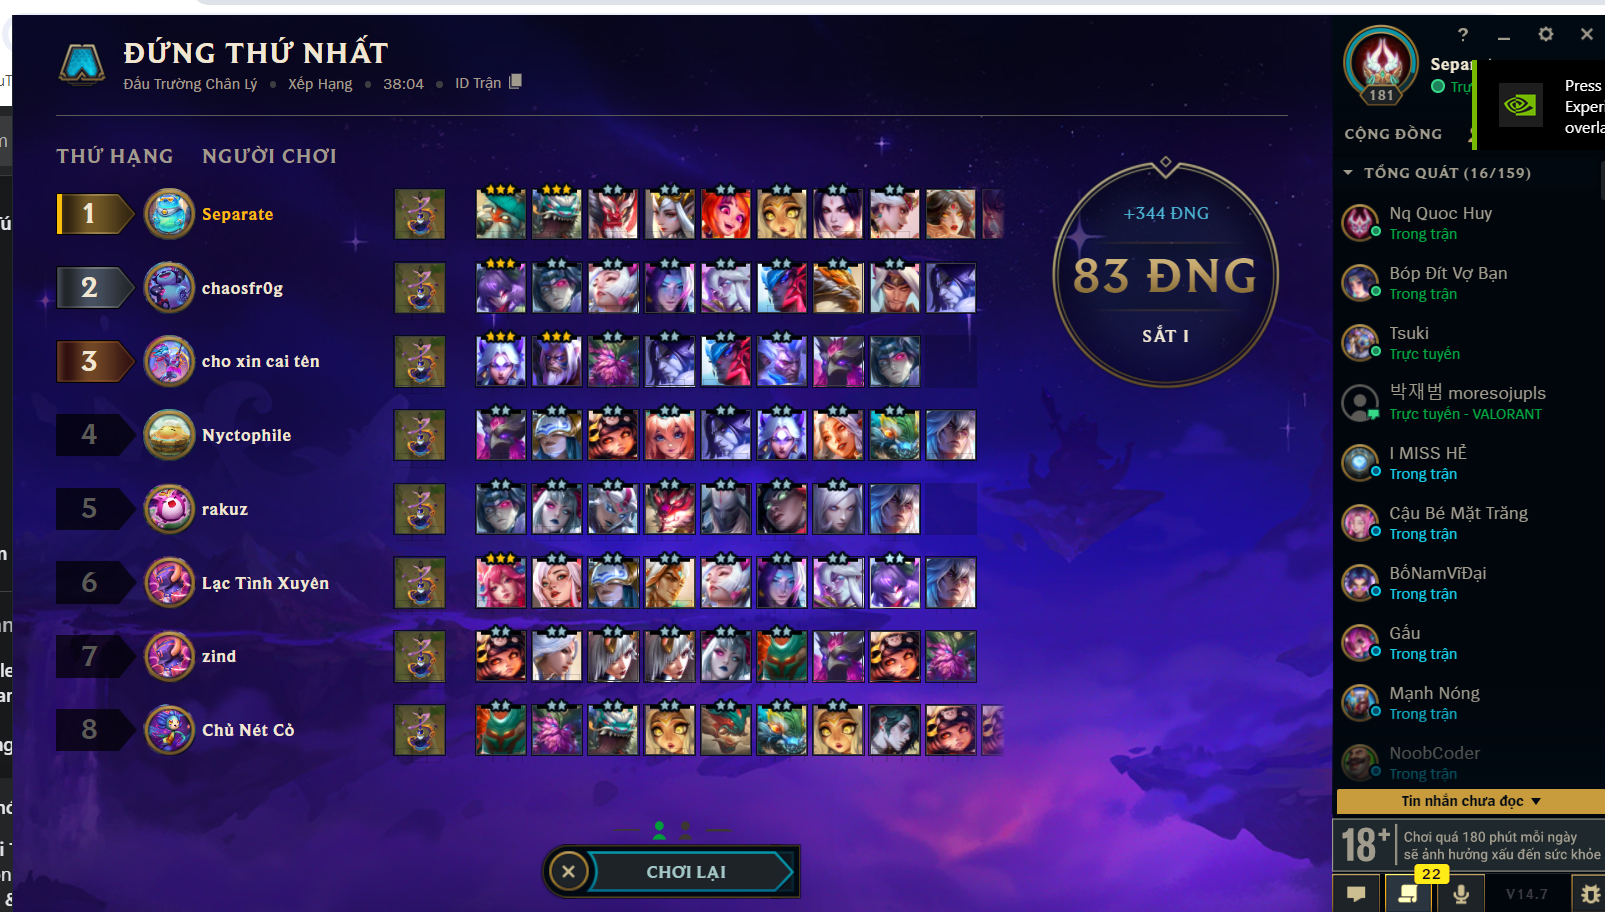 ĐỨNG THỨ NHẤT
Đấu Trường Chân Lý • Xếp Hạng • 38:04 • ID Trận
THỨ HẠNG NGƯỜI CHƠI
1 Separate
2 chaosfr0g
3 cho xin cai tên
4 Nyctophile
5 rakuz
6 Lạc Tình Xuyên
7 zind
8 Chủ Nét Cỏ
+344 ĐNG
83 ĐNG
SẮT I
CHƠI LẠI
?
181
Press
overla
CỘNG ĐỒNG
TỔNG QUÁT (16/159)
Nq Quoc Huy
Trong trận
Bóp Đít Vợ Bạn
Trong trận
Tsuki
Trực tuyến
박재범 moresojupls
Trực tuyến - VALORANT
I MISS HẺ
Trong trận
Cậu Bé Mặt Trăng
Trong trận
BốNamVĩĐại
Trong trận
Gấu
Trong trận
Mạnh Nóng
Trong trận
NoobCoder
Trong trận
Tin nhắn chưa đọc
18+
Chơi quá 180 phút mỗi ngày
sẽ ảnh hưởng xấu đến sức khỏe
22
V14.7